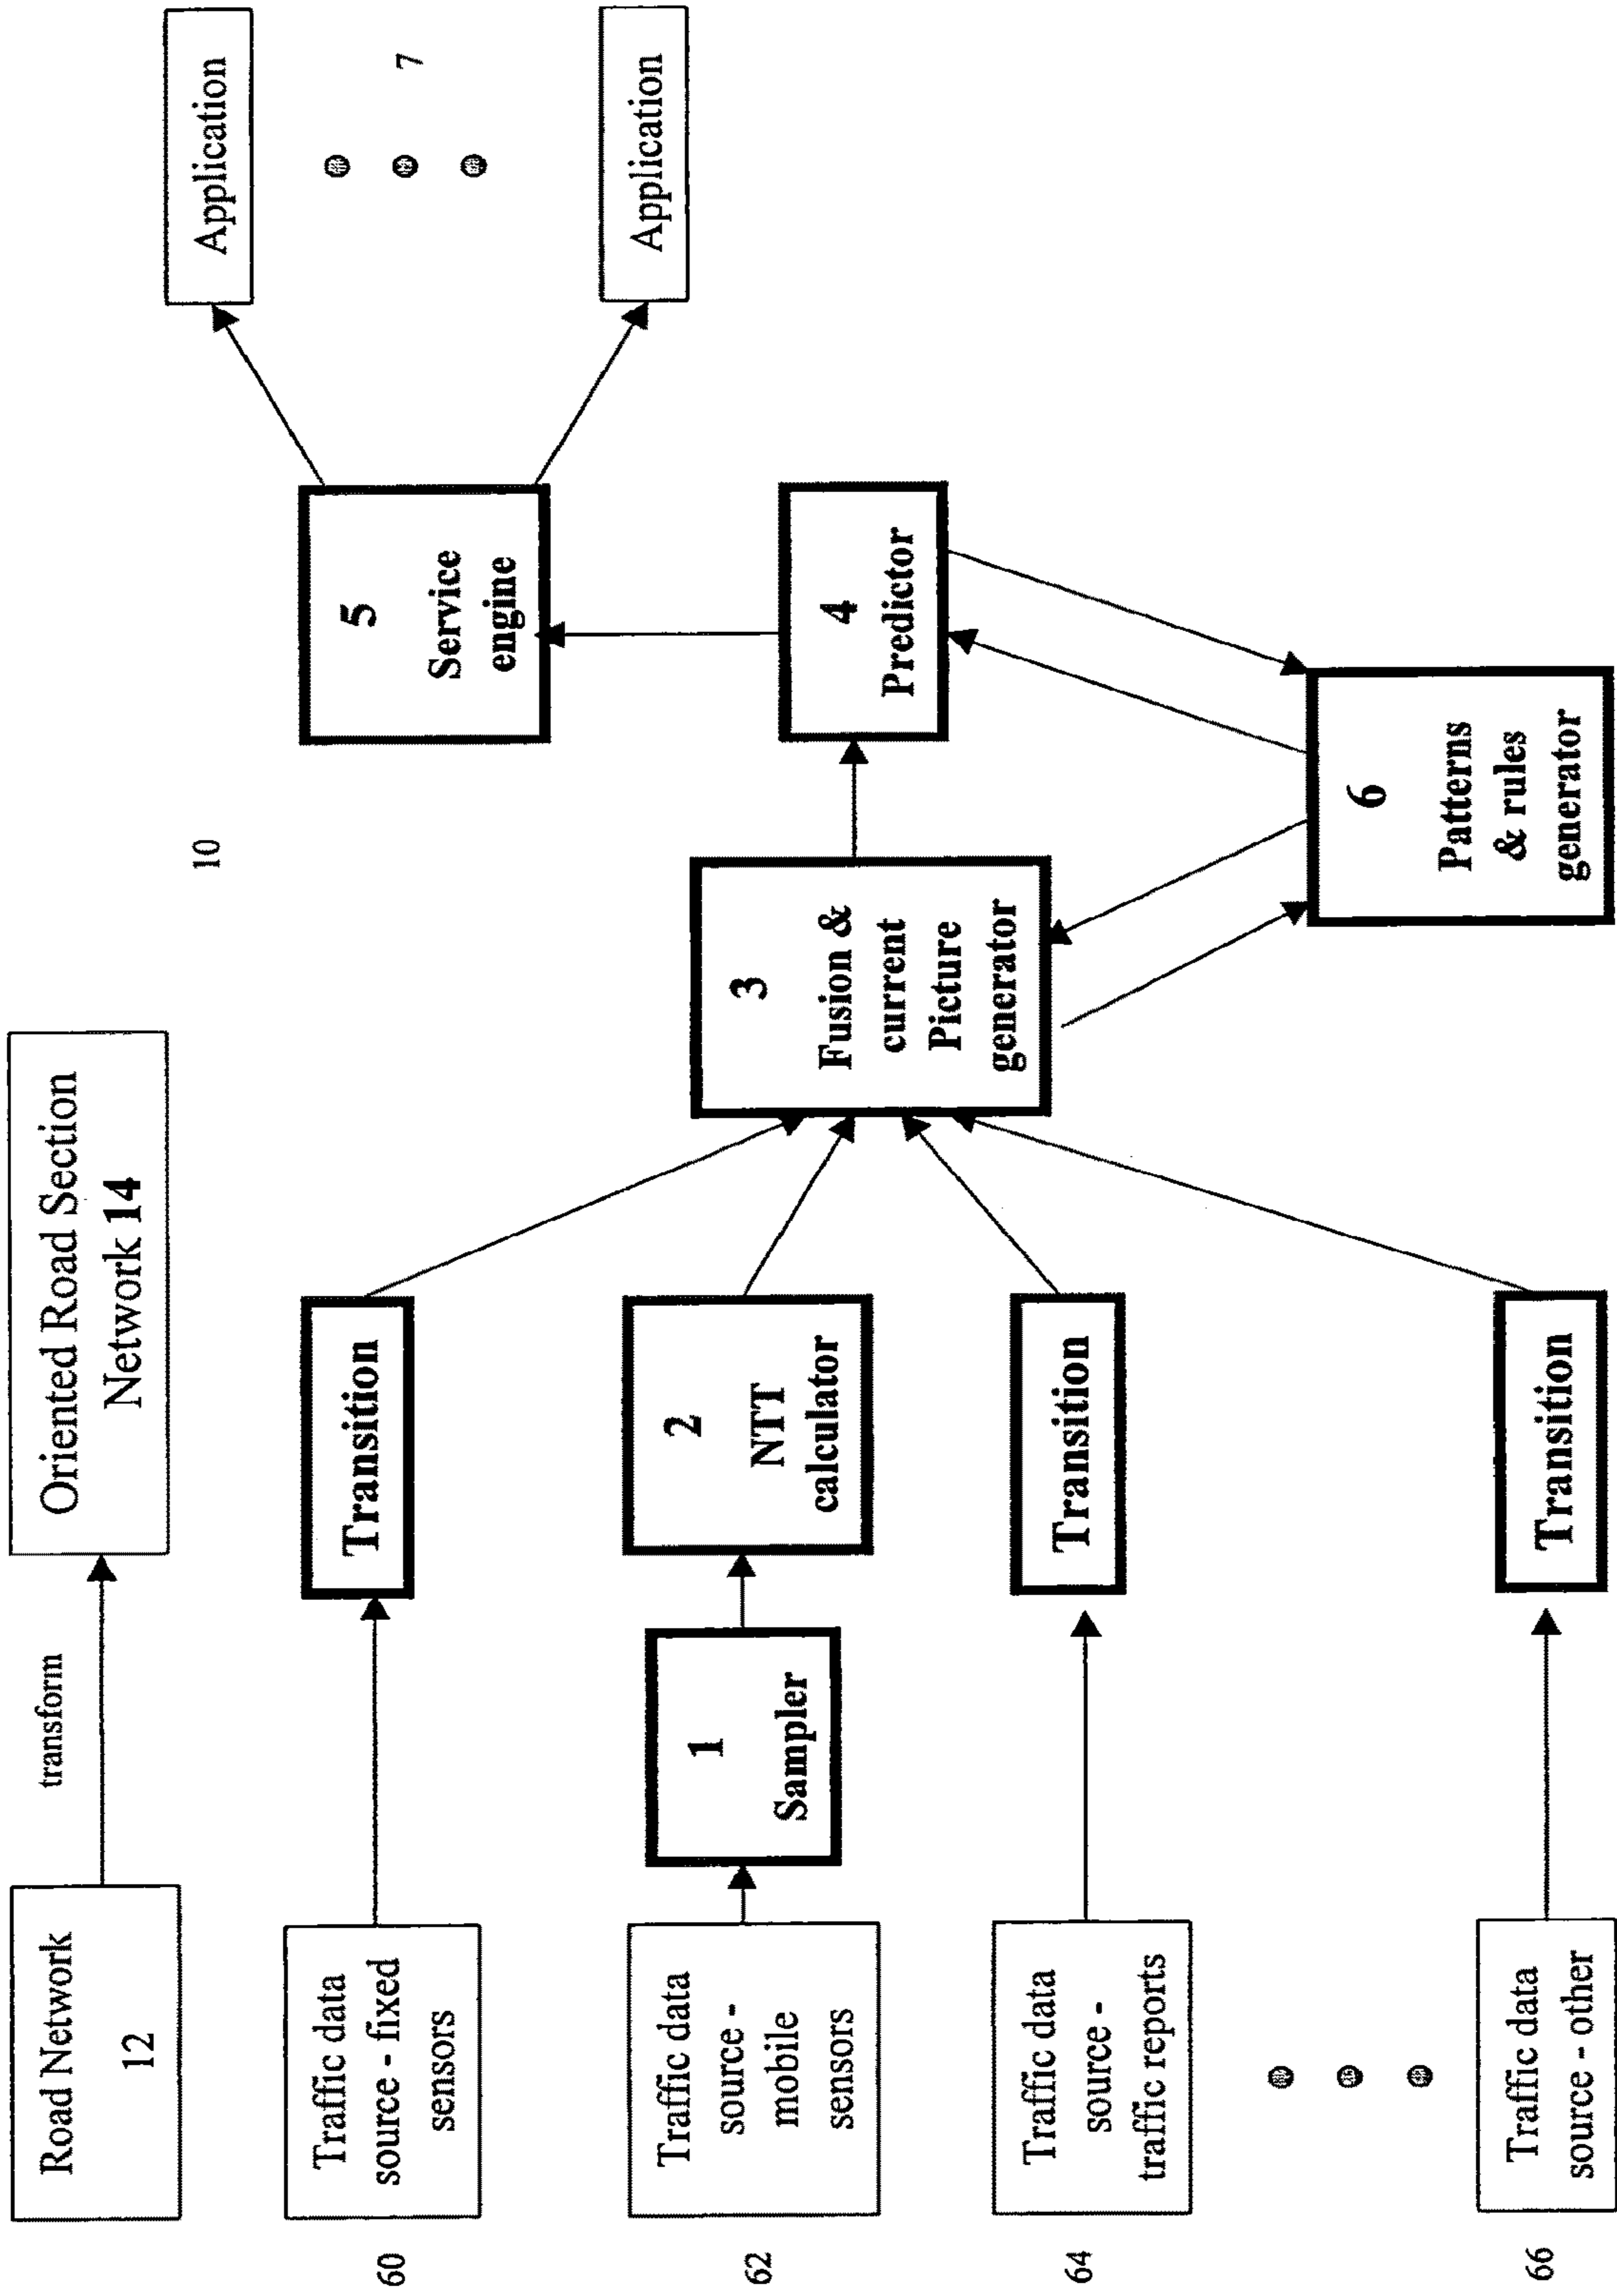 Road Network
12
transform
Oriented Road Section
Network 14
10
60
Traffic data
source - fixed
sensors
Transition
62
Traffic data
source -
mobile
sensors
1
Sampler
2
NTT
calculator
64
Traffic data
source -
traffic reports
Transition
66
Traffic data
source - other
Transition
3
Fusion &
current
Picture
generator
4
Predictor
5
Service
engine
6
Patterns
& rules
generator
Application
7
Application